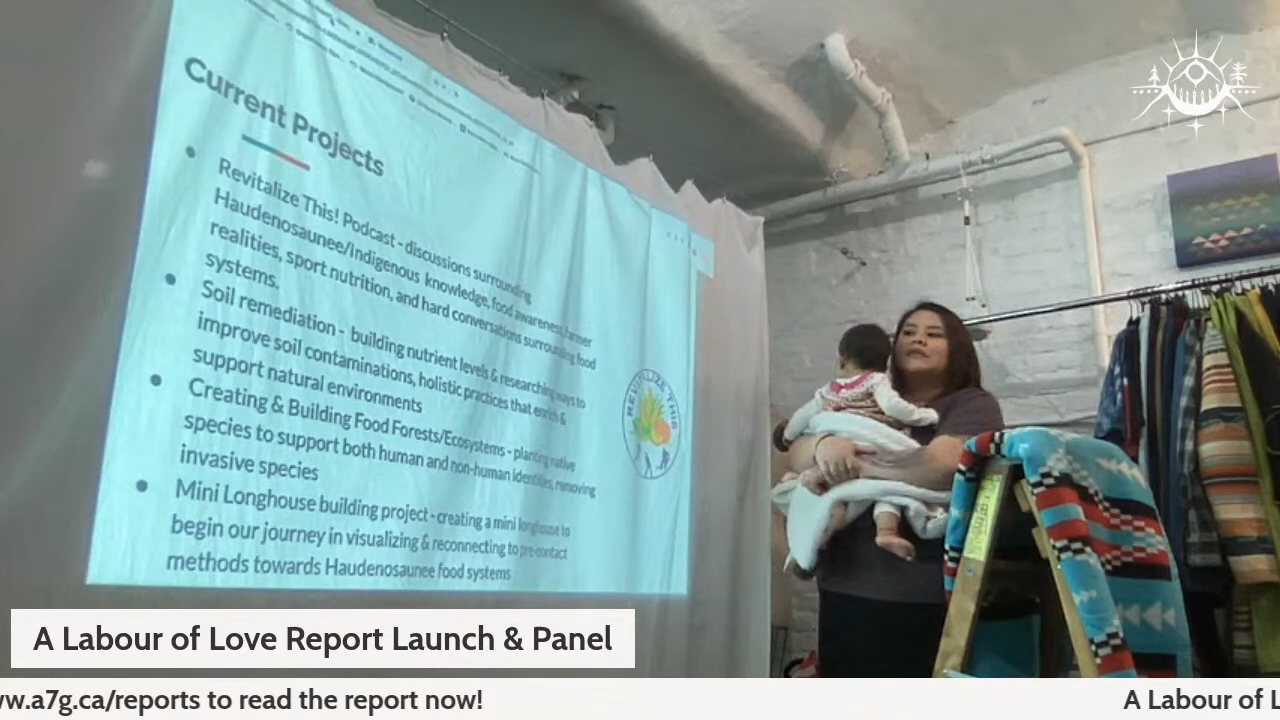 Current Projects
Revitalize This! Podcast - discussions surrounding
Haudenosaunee/Indigenous knowledge, food awareness, farmer
realities, sport nutrition, and hard conversations surrounding food
systems.
Soil remediation - building nutrient levels & researching ways to
improve soil contaminations, holistic practices that enrich &
support natural environments
Creating & Building Food Forests/Ecosystems - planting native
species to support both human and non-human identities, removing
invasive species
Mini Longhouse building project - creating a mini longhouse to
begin our journey in visualizing & reconnecting to pre-contact
methods towards Haudenosaunee food systems
REVITALIZE THIS
A Labour of Love Report Launch & Panel
ww.a7g.ca/reports to read the report now!
A Labour of L